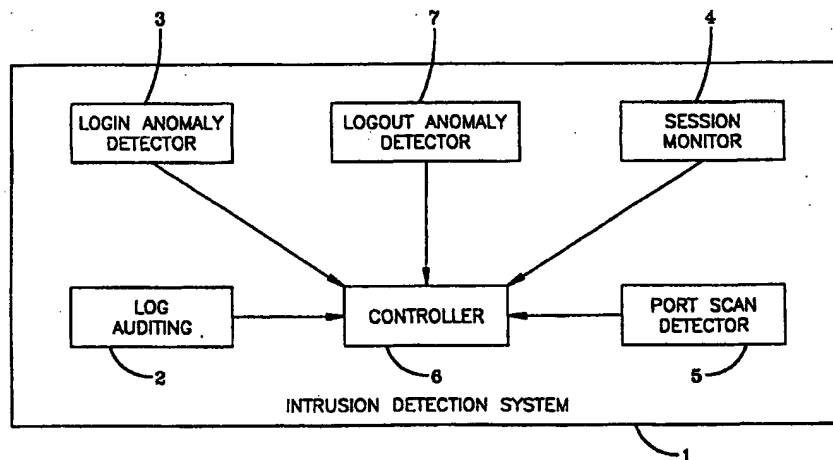 3
7
4
LOGIN ANOMALY
DETECTOR
LOGOUT ANOMALY
DETECTOR
SESSION
MONITOR
LOG
AUDITING
CONTROLLER
PORT SCAN
DETECTOR
2
6
5
INTRUSION DETECTION SYSTEM
1